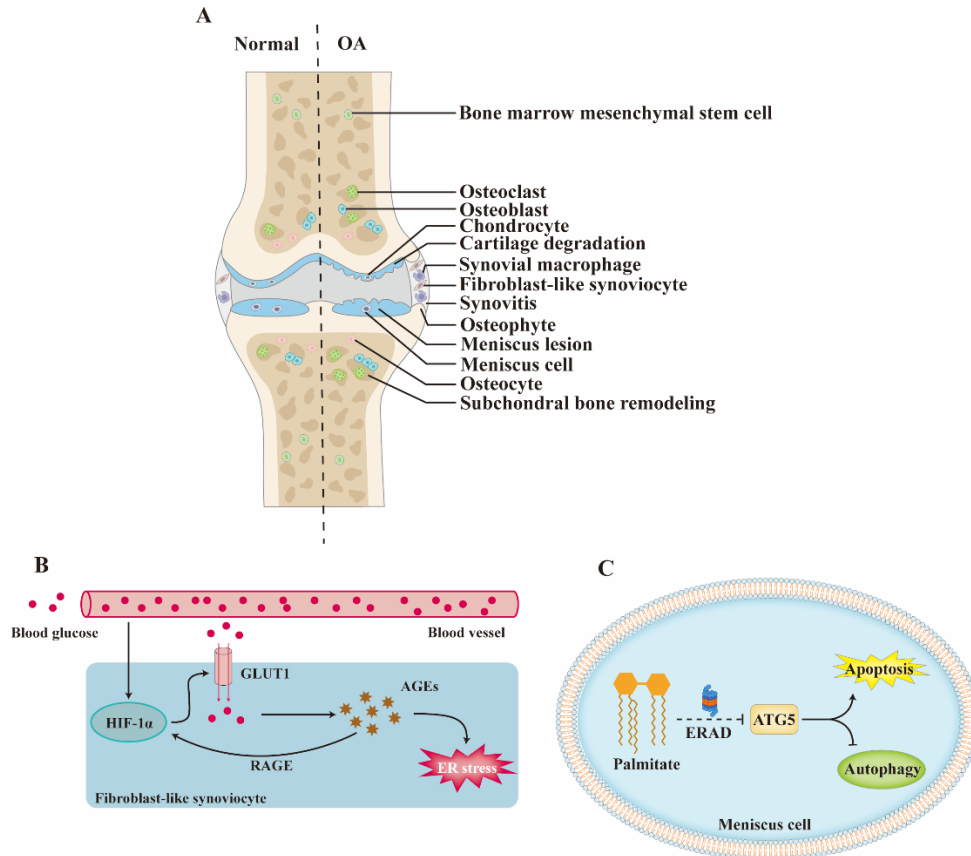 A
Normal
OA
Bone marrow mesenchymal stem cell
Osteoclast
Osteoblast
Chondrocyte
Cartilage degradation
Synovial macrophage
Fibroblast-like synoviocyte
Synovitis
Osteophyte
Meniscus lesion
Meniscus cell
Osteocyte
Subchondral bone remodeling
B
Blood glucose
Blood vessel
GLUT1
AGEs
HIF-1α
RAGE
ER stress
Fibroblast-like synoviocyte
C
Apoptosis
ATG5
ERAD
Palmitate
Autophagy
Meniscus cell